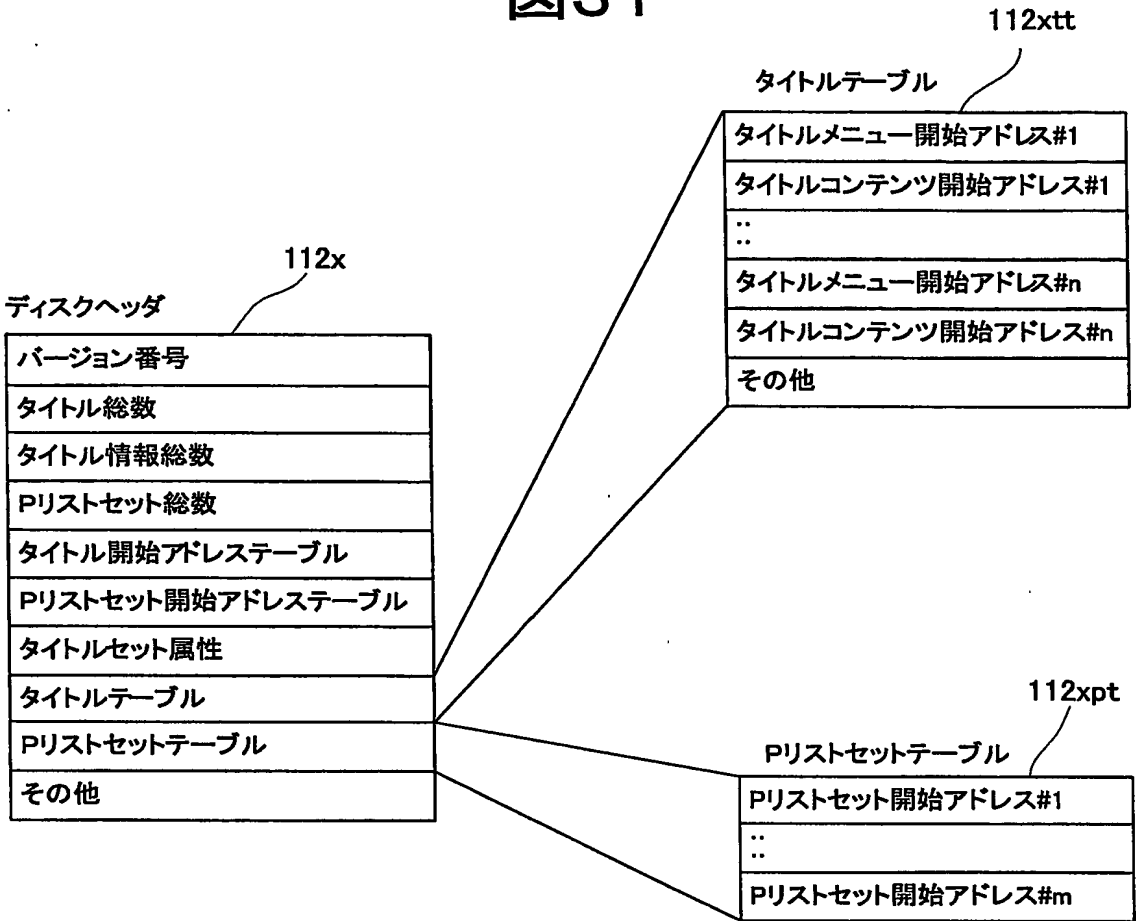 図31
112x
ディスクヘッダ
バージョン番号
タイトル総数
タイトル情報総数
Pリストセット総数
タイトル開始アドレステーブル
Pリストセット開始アドレステーブル
タイトルセット属性
タイトルテーブル
Pリストセットテーブル
その他
112xtt
タイトルテーブル
タイトルメニュー開始アドレス#1
タイトルコンテンツ開始アドレス#1
::
タイトルメニュー開始アドレス#n
タイトルコンテンツ開始アドレス#n
その他
112xpt
Pリストセットテーブル
Pリストセット開始アドレス#1
::
Pリストセット開始アドレス#m